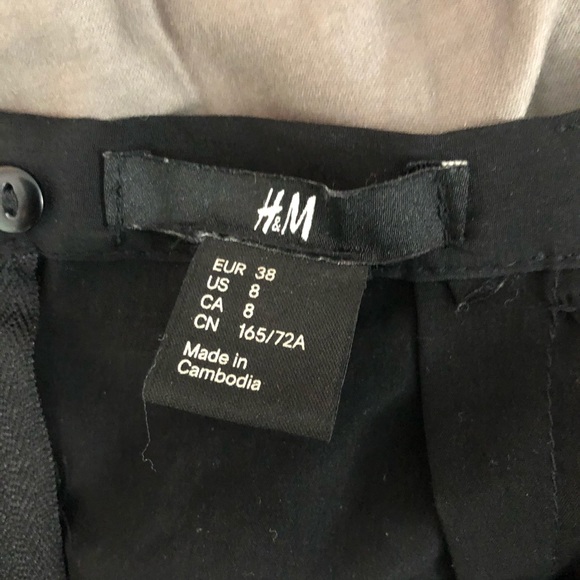 H&M
EUR 38
US 8
CA 8
CN 165/72A
Made in
Cambodia